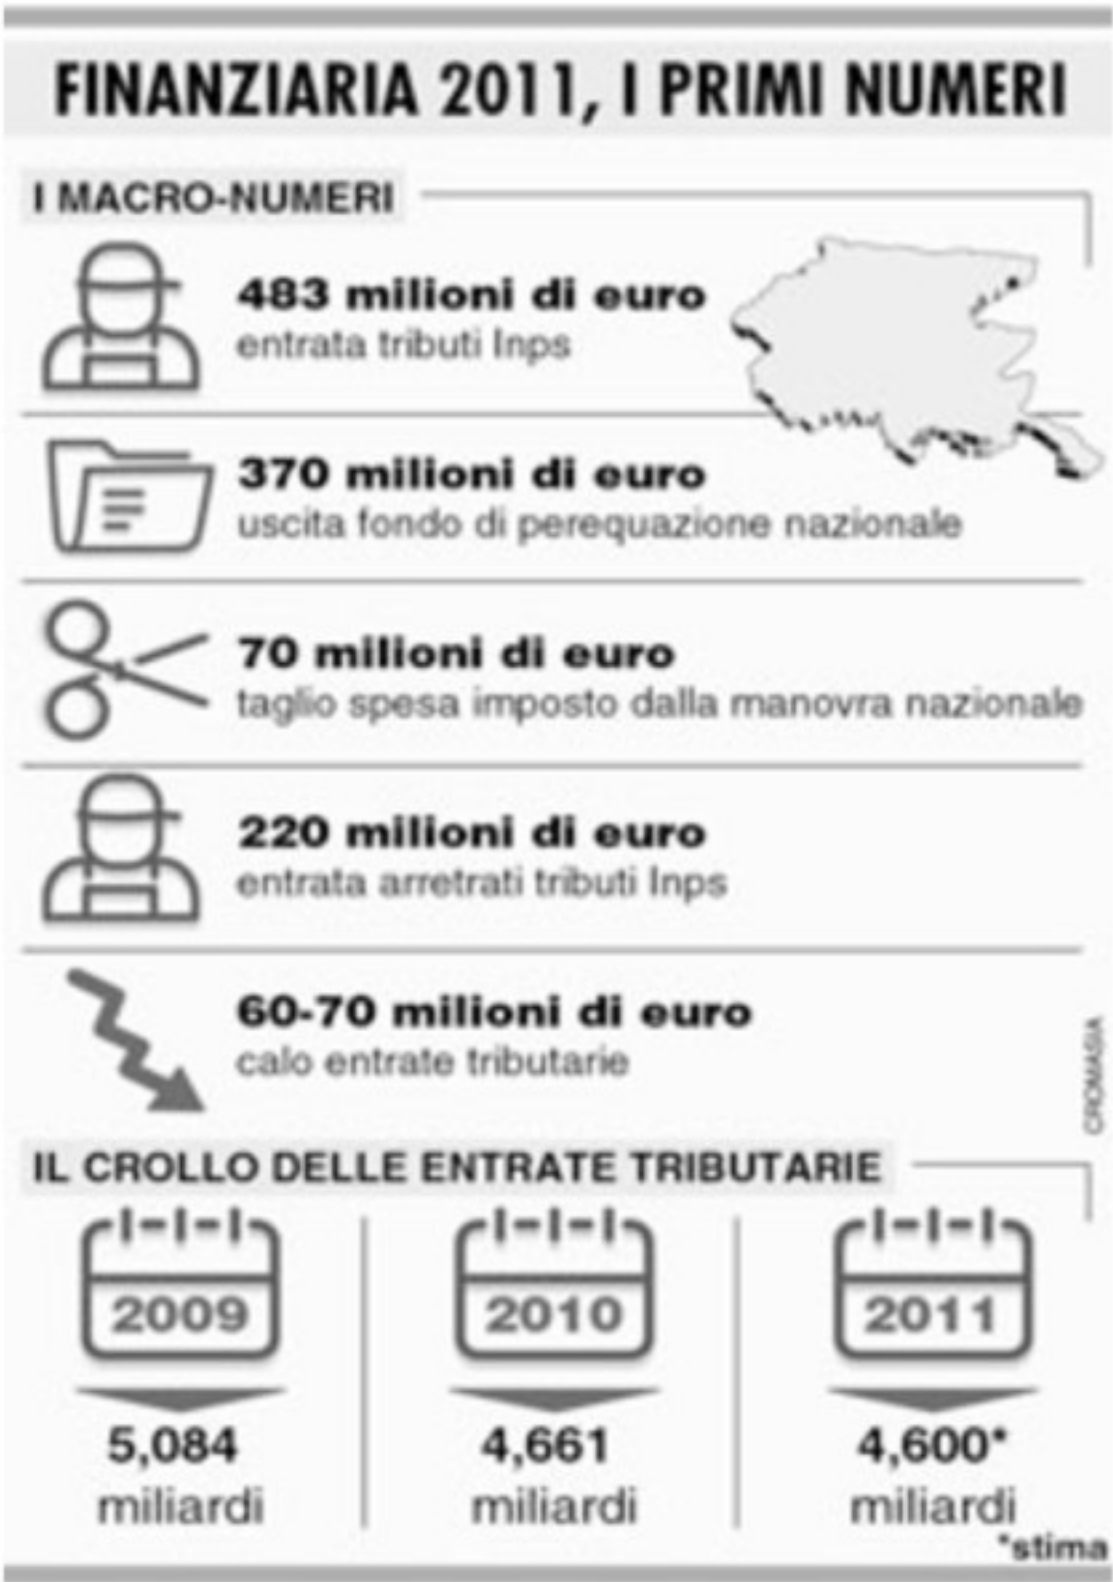 FINANZIARIA 2011, I PRIMI NUMERI
I MACRO-NUMERI
483 milioni di euro
entrata tributi Inps
370 milioni di euro
uscita fondo di perequazione nazionale
70 milioni di euro
taglio spesa imposto dalla manovra nazionale
220 milioni di euro
entrata arretrati tributi Inps
60-70 milioni di euro
calo entrate tributarie
CROMASIA
IL CROLLO DELLE ENTRATE TRIBUTARIE
2009
2010
2011
5,084
4,661
4,600*
miliardi
miliardi
miliardi
*stima